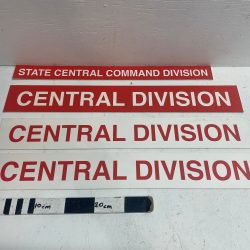 STATE CENTRAL COMMAND DIVISION
CENTRAL DIVISION
CENTRAL DIVISION
CENTRAL DIVISION
10cm 20cm